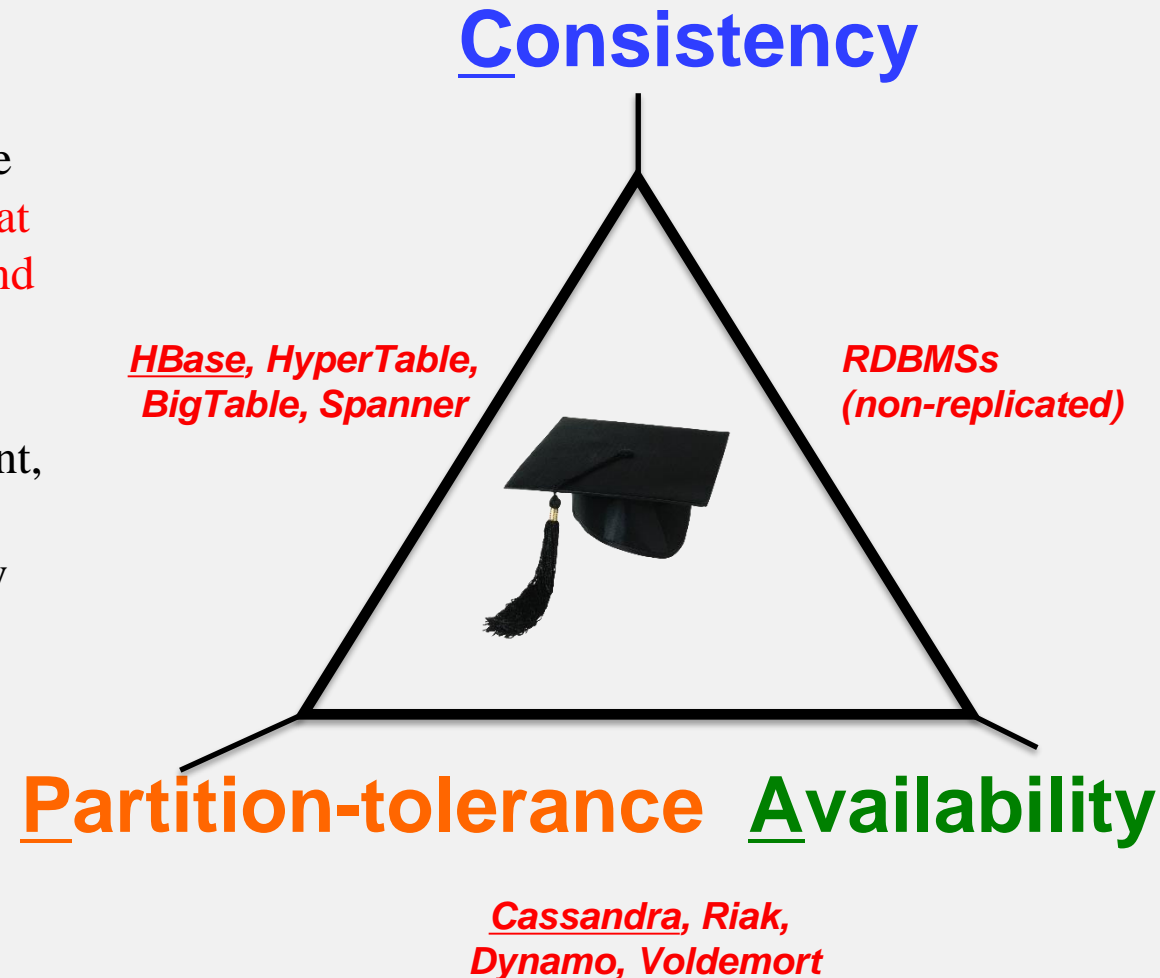 Consistency
e
at
nd
HBase, HyperTable,
BigTable, Spanner
RDBMSs
(non-replicated)
nt,
y
Partition-tolerance
Availability
Cassandra, Riak,
Dynamo, Voldemort